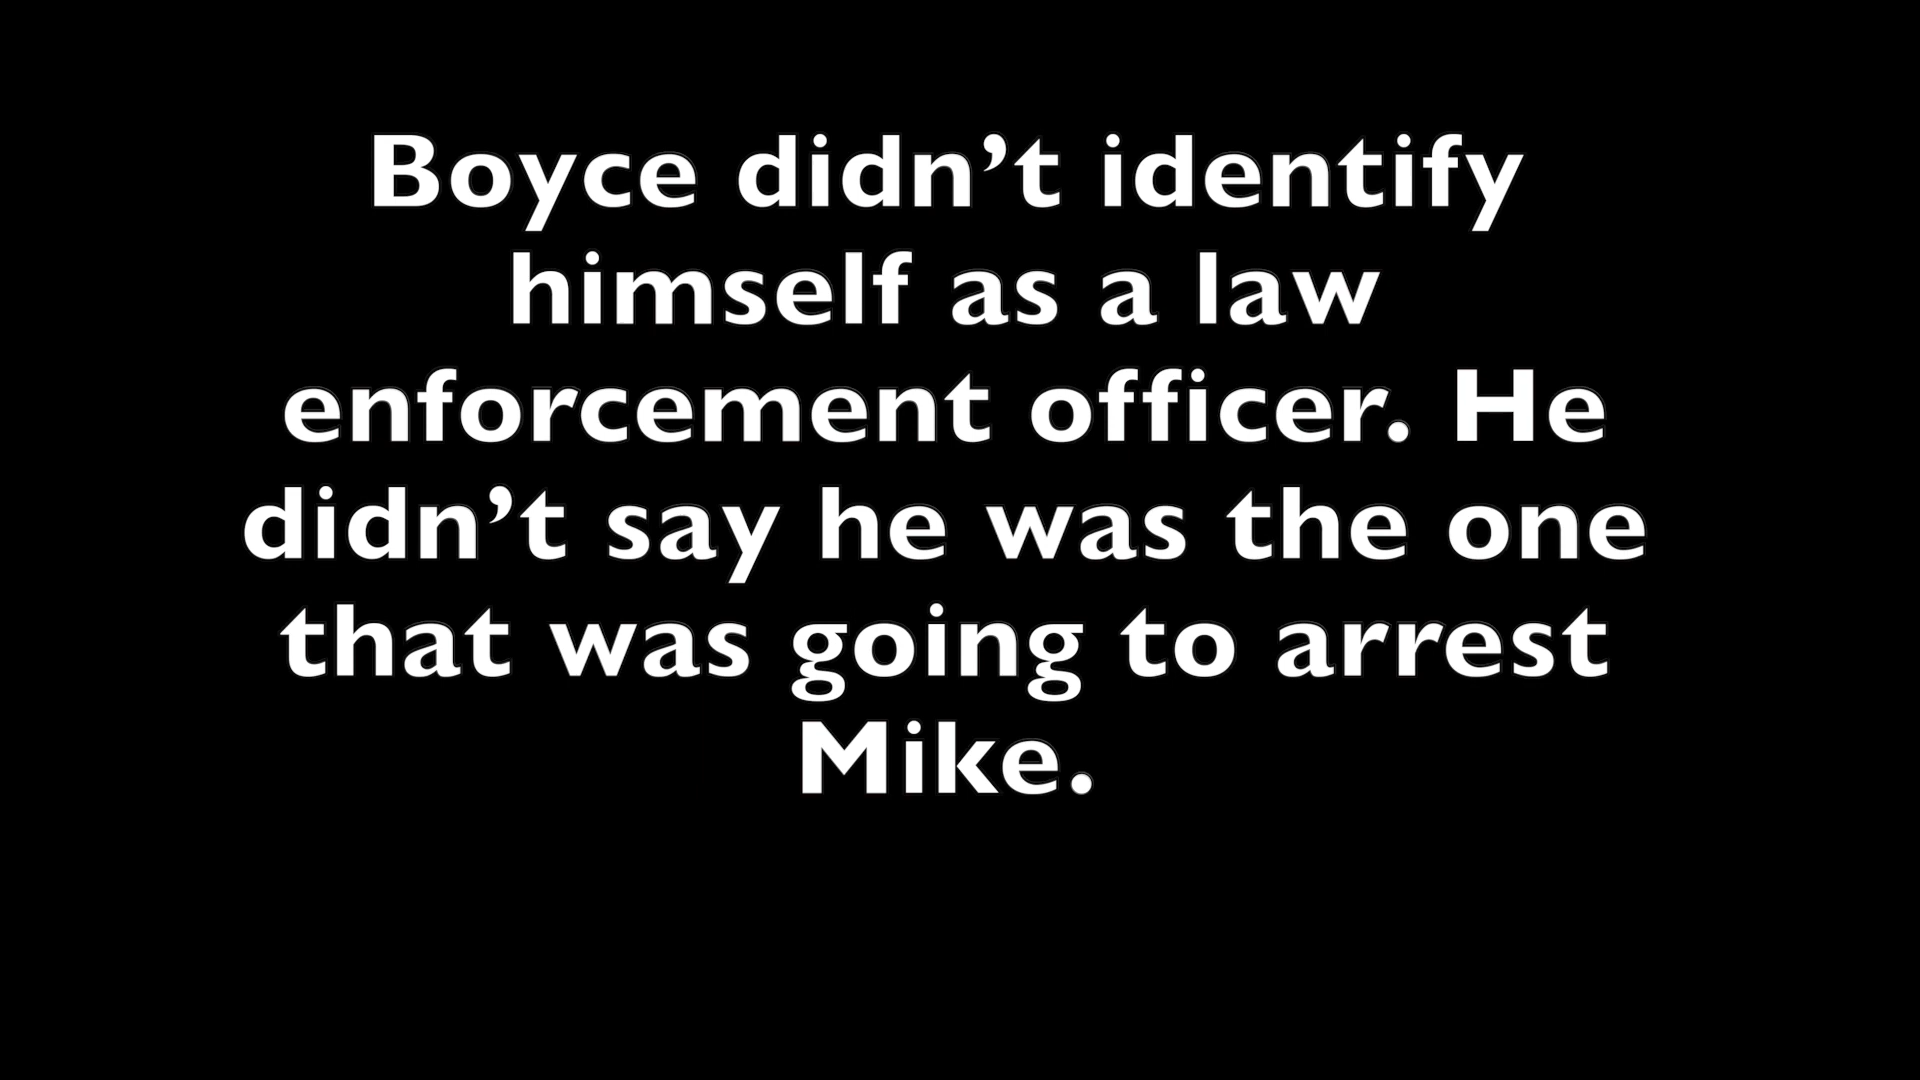 Boyce didn’t identify
himself as a law
enforcement officer. He
didn’t say he was the one
that was going to arrest
Mike.